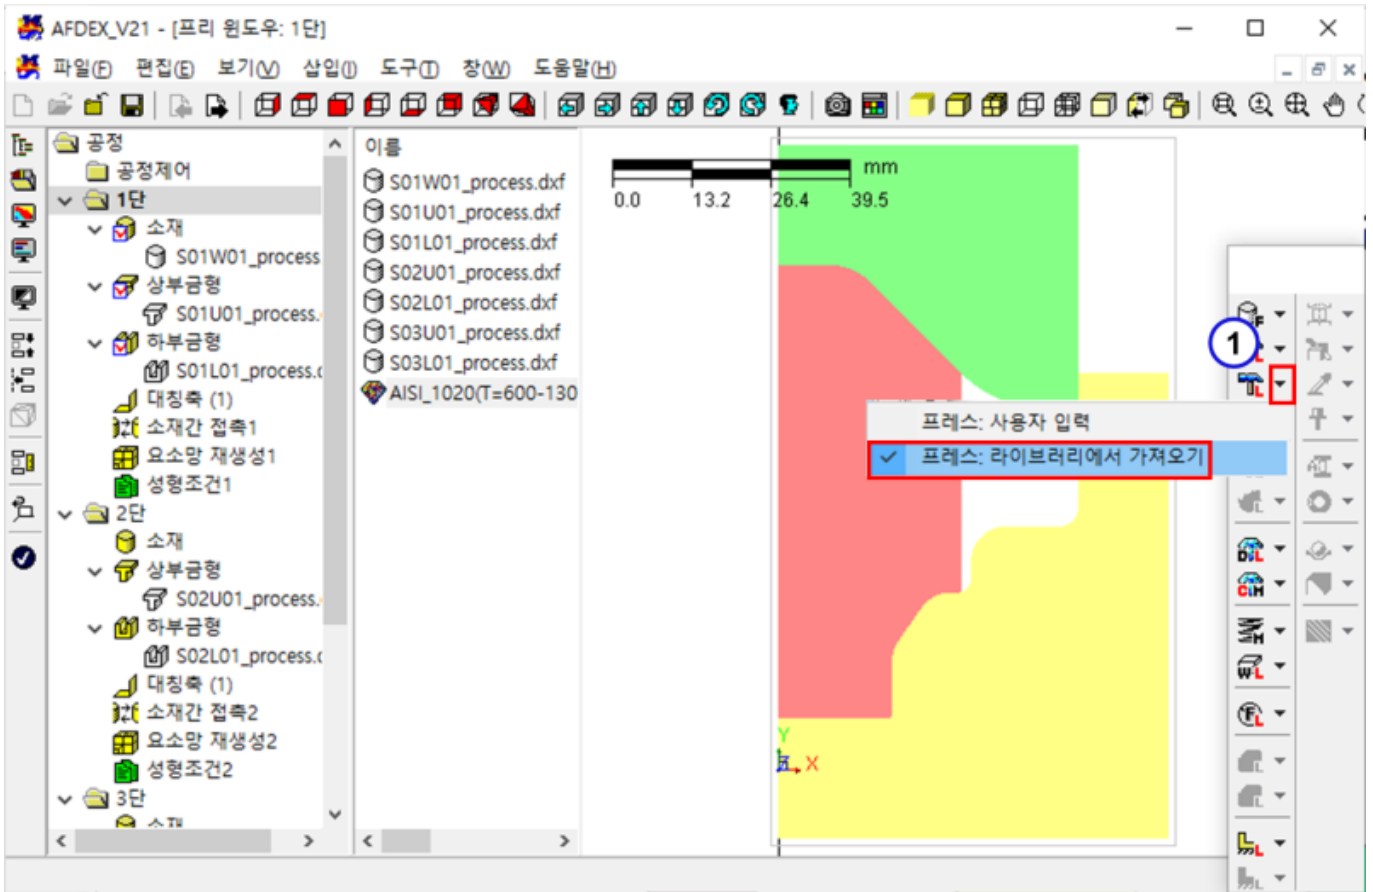 AFDEX_V21 - [프리 윈도우: 1단]
파일(F) 편집(E) 보기(V) 삽입(I) 도구(T) 창(W) 도움말(H)
공정
공정제어
1단
소재
S01W01_process
상부금형
S01U01_process.
하부금형
S01L01_process.c
대칭축 (1)
소재간 접촉1
요소망 재생성1
성형조건1
2단
소재
상부금형
S02U01_process.
하부금형
S02L01_process.c
대칭축 (1)
소재간 접촉2
요소망 재생성2
성형조건2
3단
소재
이름
S01W01_process.dxf
S01U01_process.dxf
S01L01_process.dxf
S02U01_process.dxf
S02L01_process.dxf
S03U01_process.dxf
S03L01_process.dxf
AISI_1020(T=600-130
mm
0.0 13.2 26.4 39.5
1
프레스: 사용자 입력
프레스: 라이브러리에서 가져오기
Y
X